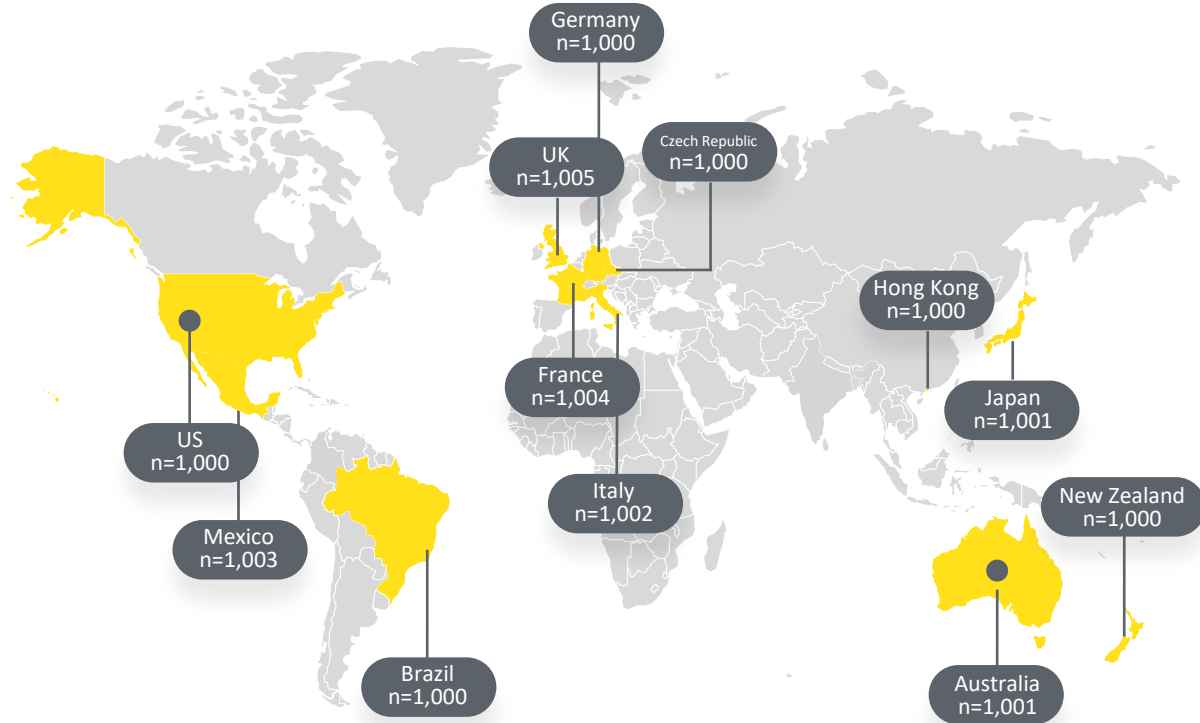 Germany
n=1,000
UK
n=1,005
Czech Republic
n=1,000
Hong Kong
n=1,000
France
n=1,004
Japan
n=1,001
US
n=1,000
Italy
n=1,002
New Zealand
n=1,000
Mexico
n=1,003
Brazil
n=1,000
Australia
n=1,001